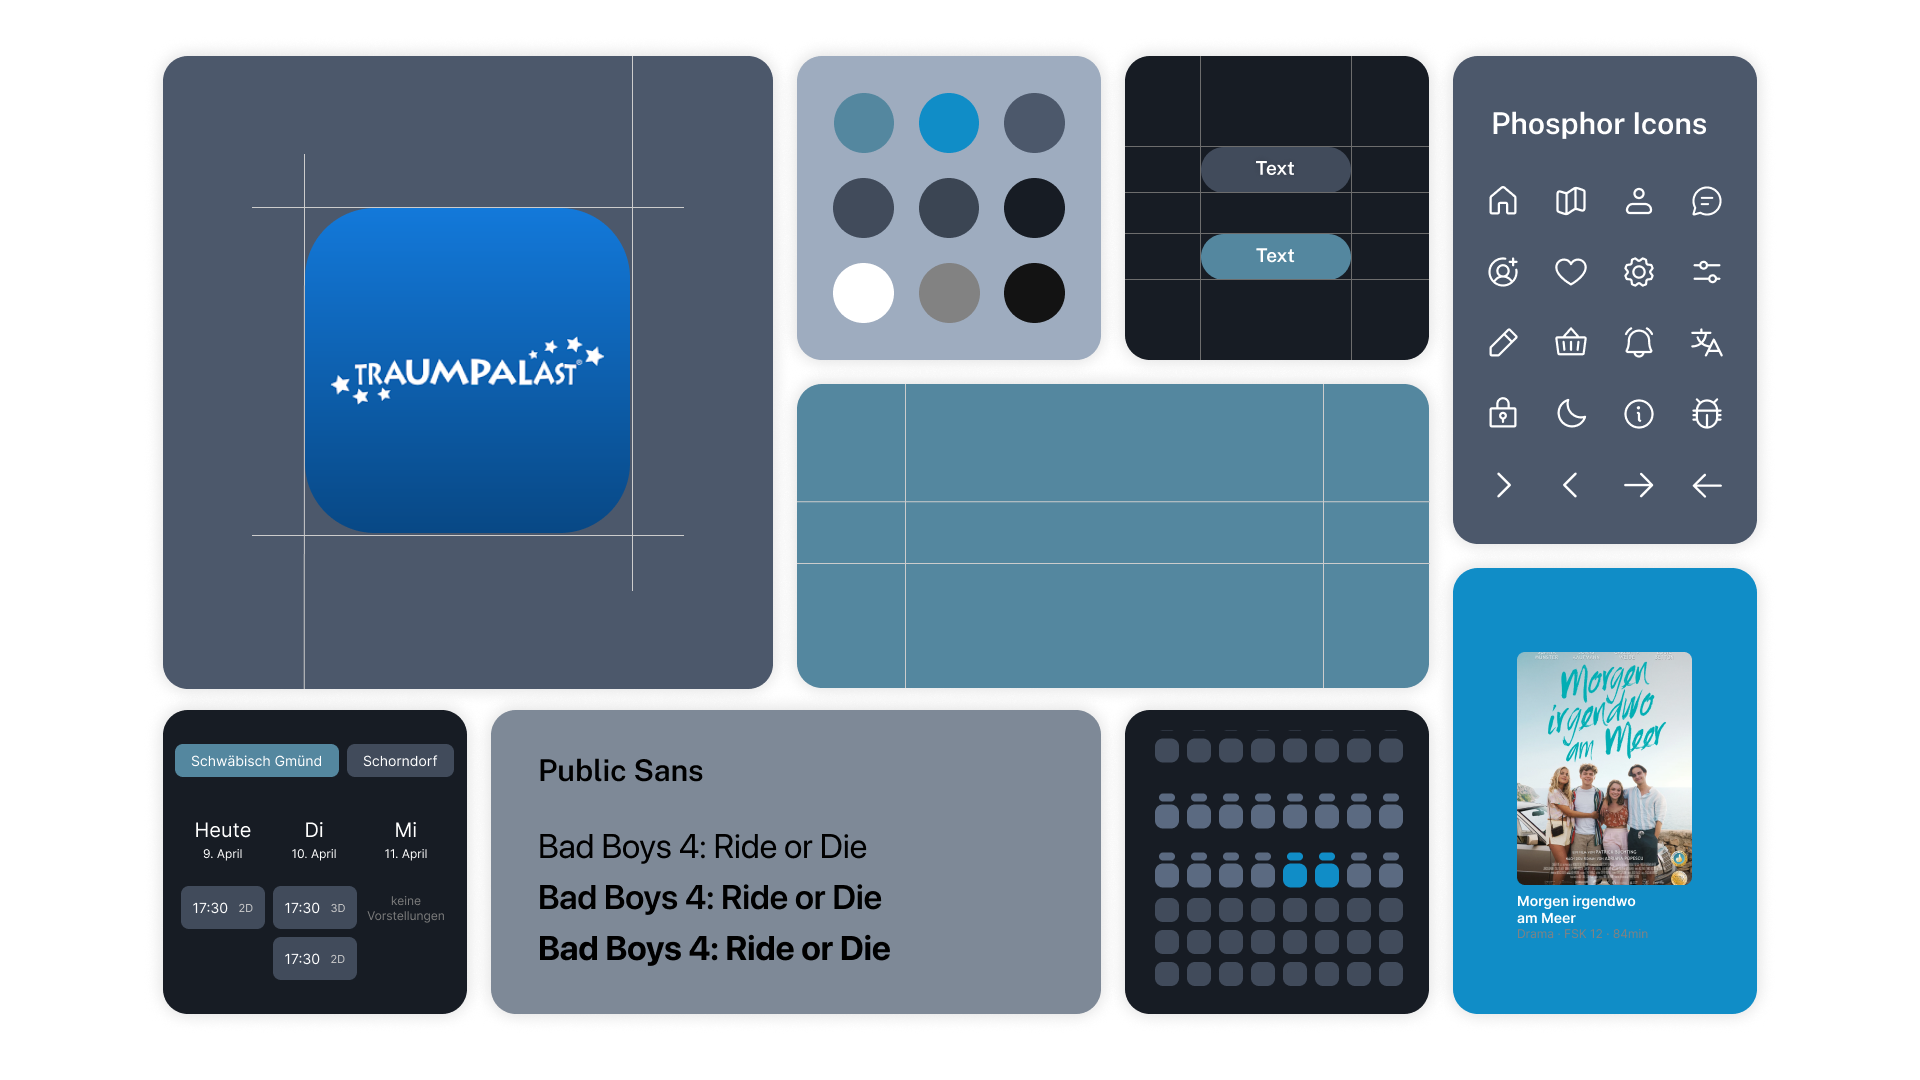 TRAUMPALAST®
Text
Text
Phosphor Icons
Schwäbisch Gmünd
Schorndorf
Heute
9. April
Di
10. April
Mi
11. April
17:30 2D
17:30 3D
keine
Vorstellungen
17:30 2D
Public Sans
Bad Boys 4: Ride or Die
Bad Boys 4: Ride or Die
Bad Boys 4: Ride or Die
Morgen
irgendwo
am Meer
Morgen irgendwo
am Meer
Drama · FSK 12 · 84min